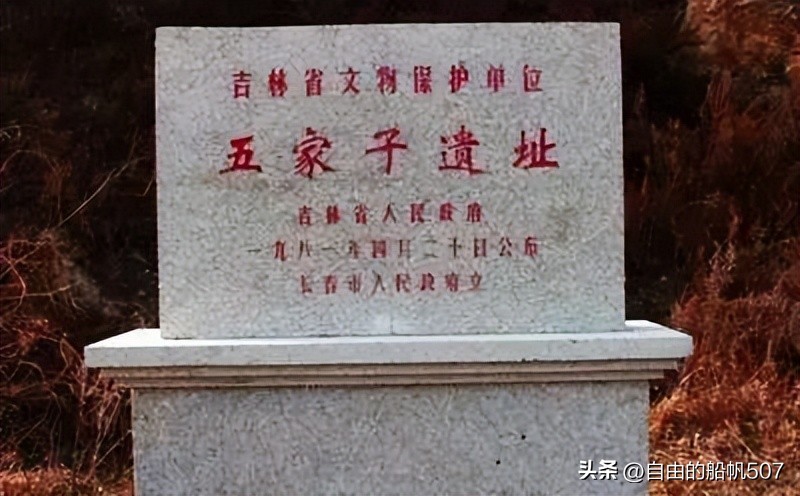 吉林省文物保护单位
五家子遗址
吉林省人民政府
一九八一年四月二十日公布
长春市人民政府立
头条 @自由的船帆507